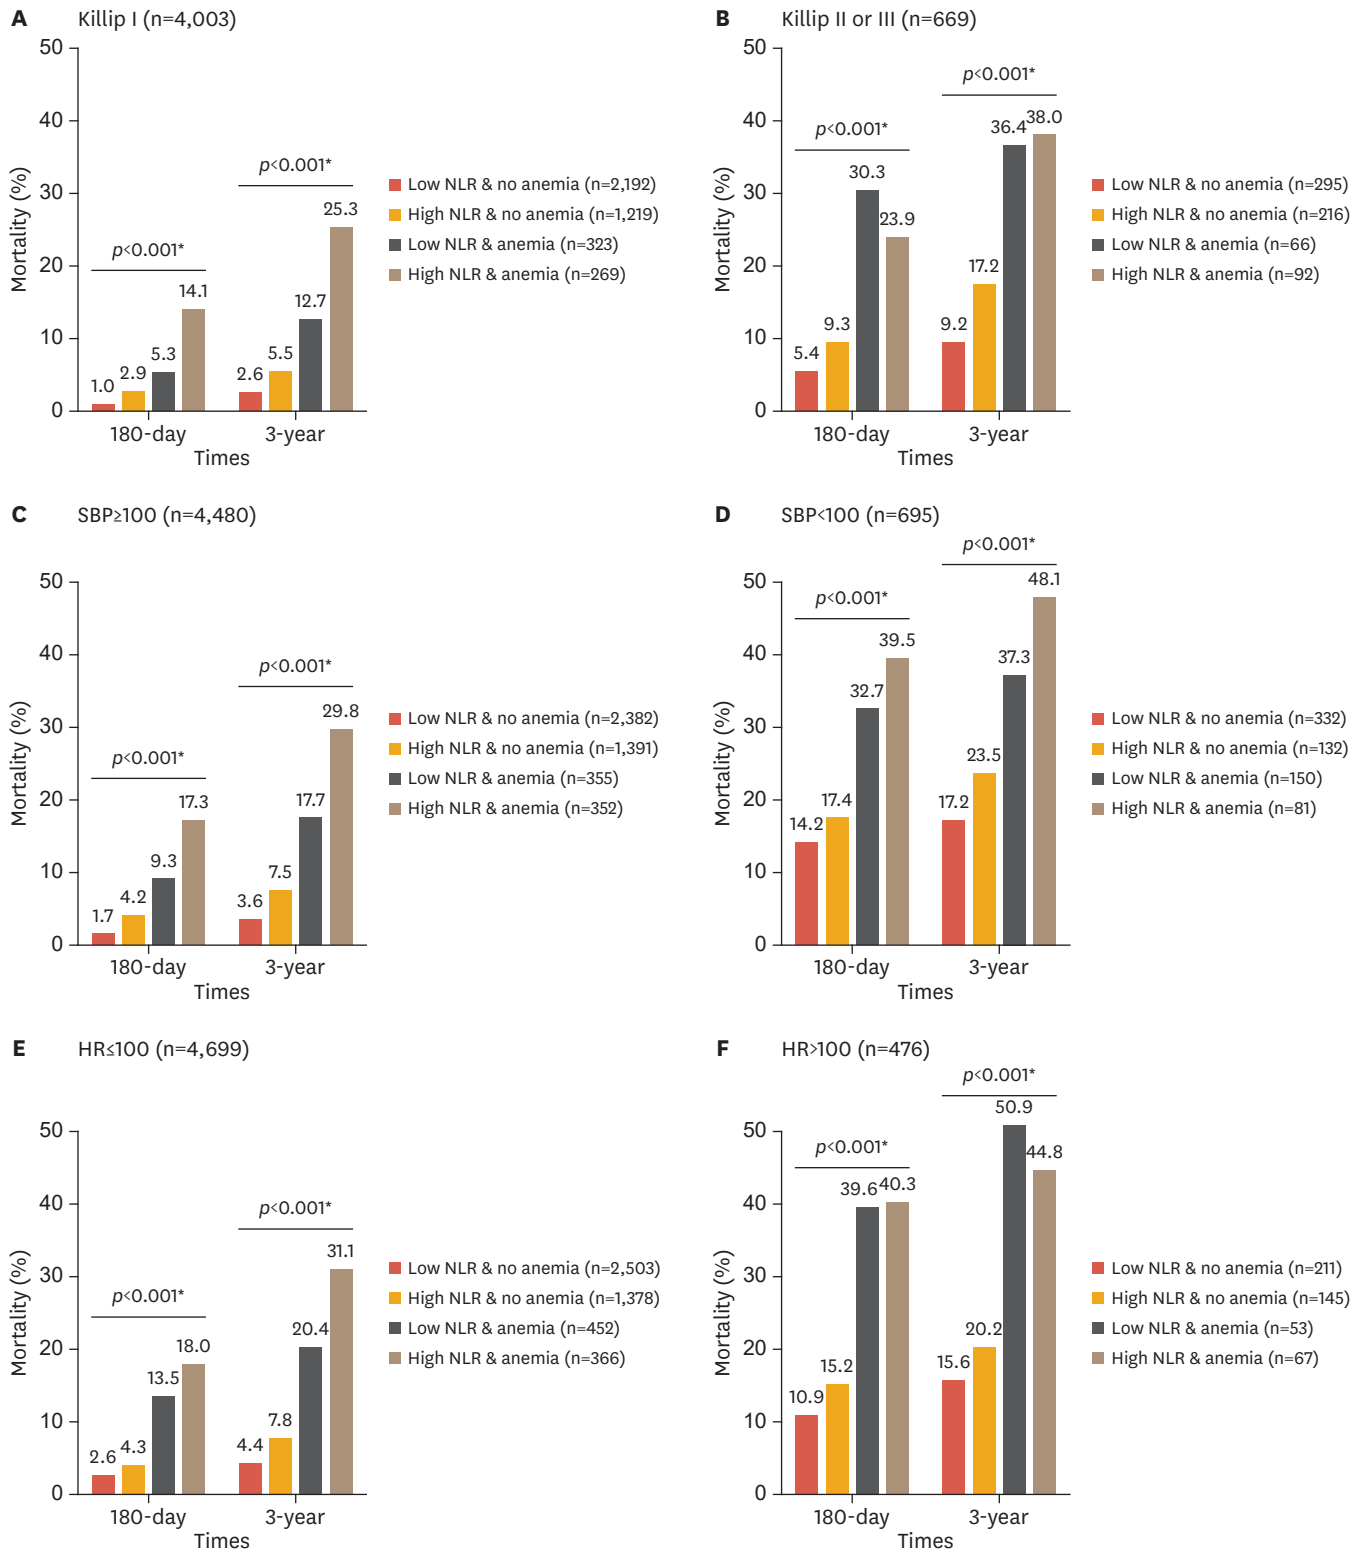 A Killip I (n=4,003)
50
40
30
20
10
0
Mortality (%)
p<0.001*
p<0.001*
1.0
2.9
5.3
14.1
2.6
5.5
12.7
25.3
180-day
3-year
Times
Low NLR & no anemia (n=2,192)
High NLR & no anemia (n=1,219)
Low NLR & anemia (n=323)
High NLR & anemia (n=269)
B Killip II or III (n=669)
50
40
30
20
10
0
Mortality (%)
p<0.001*
p<0.001*
5.4
9.3
30.3
23.9
9.2
17.2
36.4
38.0
180-day
3-year
Times
Low NLR & no anemia (n=295)
High NLR & no anemia (n=216)
Low NLR & anemia (n=66)
High NLR & anemia (n=92)
C SBP≥100 (n=4,480)
50
40
30
20
10
0
Mortality (%)
p<0.001*
p<0.001*
1.7
4.2
9.3
17.3
3.6
7.5
17.7
29.8
180-day
3-year
Times
Low NLR & no anemia (n=2,382)
High NLR & no anemia (n=1,391)
Low NLR & anemia (n=355)
High NLR & anemia (n=352)
D SBP<100 (n=695)
50
40
30
20
10
0
Mortality (%)
p<0.001*
p<0.001*
14.2
17.4
32.7
39.5
17.2
23.5
37.3
48.1
180-day
3-year
Times
Low NLR & no anemia (n=332)
High NLR & no anemia (n=132)
Low NLR & anemia (n=150)
High NLR & anemia (n=81)
E HR≤100 (n=4,699)
50
40
30
20
10
0
Mortality (%)
p<0.001*
p<0.001*
2.6
4.3
13.5
18.0
4.4
7.8
20.4
31.1
180-day
3-year
Times
Low NLR & no anemia (n=2,503)
High NLR & no anemia (n=1,378)
Low NLR & anemia (n=452)
High NLR & anemia (n=366)
F HR>100 (n=476)
50
40
30
20
10
0
Mortality (%)
p<0.001*
p<0.001*
10.9
15.2
39.6
40.3
15.6
20.2
50.9
44.8
180-day
3-year
Times
Low NLR & no anemia (n=211)
High NLR & no anemia (n=145)
Low NLR & anemia (n=53)
High NLR & anemia (n=67)